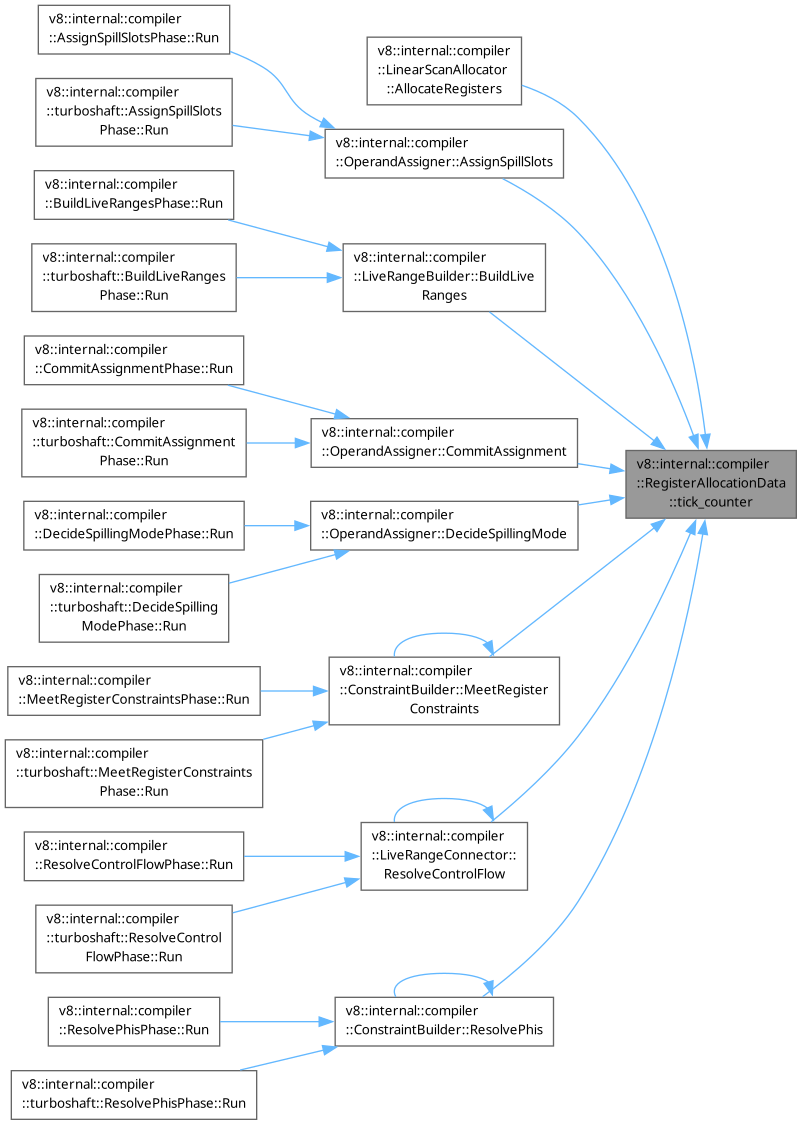 v8::internal::compiler
::AssignSpillSlotsPhase::Run
v8::internal::compiler
::LinearScanAllocator
::AllocateRegisters
v8::internal::compiler
::turboshaft::AssignSpillSlots
Phase::Run
v8::internal::compiler
::OperandAssigner::AssignSpillSlots
v8::internal::compiler
::BuildLiveRangesPhase::Run
v8::internal::compiler
::turboshaft::BuildLiveRanges
Phase::Run
v8::internal::compiler
::LiveRangeBuilder::BuildLive
Ranges
v8::internal::compiler
::CommitAssignmentPhase::Run
v8::internal::compiler
::turboshaft::CommitAssignment
Phase::Run
v8::internal::compiler
::OperandAssigner::CommitAssignment
v8::internal::compiler
::RegisterAllocationData
::tick_counter
v8::internal::compiler
::DecideSpillingModePhase::Run
v8::internal::compiler
::OperandAssigner::DecideSpillingMode
v8::internal::compiler
::turboshaft::DecideSpilling
ModePhase::Run
v8::internal::compiler
::MeetRegisterConstraintsPhase::Run
v8::internal::compiler
::ConstraintBuilder::MeetRegister
Constraints
v8::internal::compiler
::turboshaft::MeetRegisterConstraints
Phase::Run
v8::internal::compiler
::ResolveControlFlowPhase::Run
v8::internal::compiler
::LiveRangeConnector::
ResolveControlFlow
v8::internal::compiler
::turboshaft::ResolveControl
FlowPhase::Run
v8::internal::compiler
::ResolvePhisPhase::Run
v8::internal::compiler
::ConstraintBuilder::ResolvePhis
v8::internal::compiler
::turboshaft::ResolvePhisPhase::Run